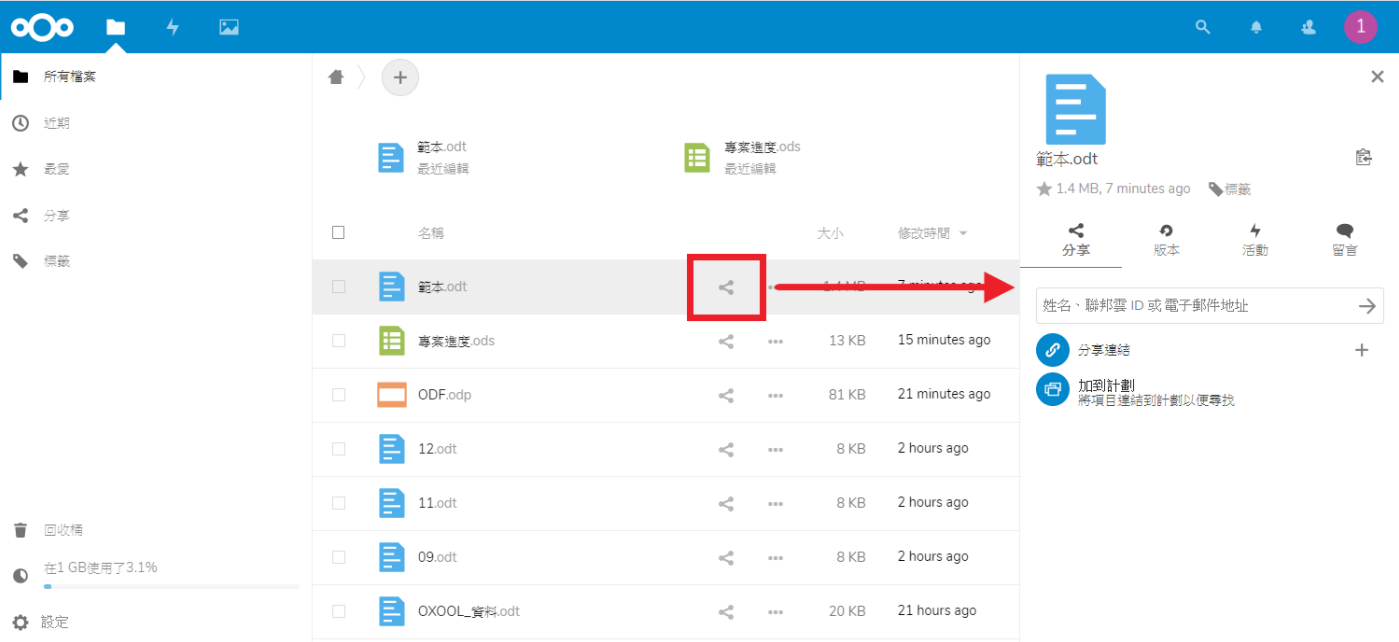 1
所有檔案
近期
最愛
分享
標籤
回收桶
在1 GB使用了3.1%
設定
範本.odt
最近編輯
專案進度.ods
最近編輯
名稱 大小 修改時間
範本.odt 1.4 MB 7 minutes ago
專案進度.ods 13 KB 15 minutes ago
ODF.odp 81 KB 21 minutes ago
12.odt 8 KB 2 hours ago
11.odt 8 KB 2 hours ago
09.odt 8 KB 2 hours ago
OXOOL_資料.odt 20 KB 21 hours ago
範本.odt
1.4 MB, 7 minutes ago 標籤
分享 版本 活動 留言
姓名、聯邦雲 ID 或 電子郵件地址
分享連結
加到計劃
將項目連結到計劃以便尋找